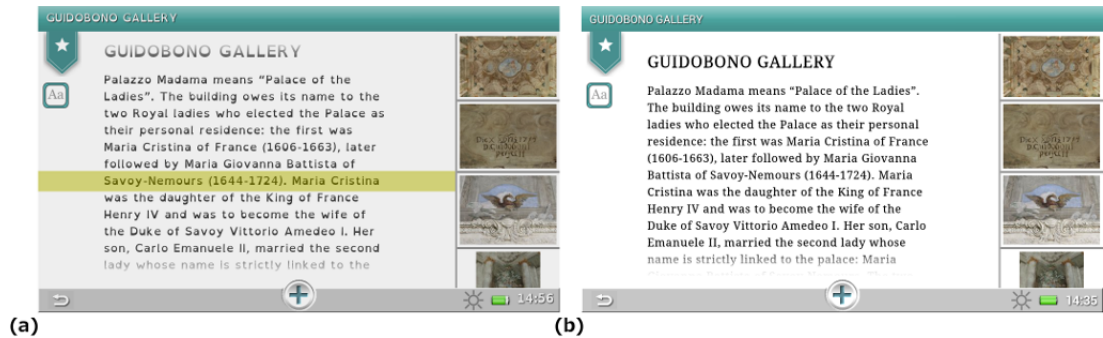 GUIDOBONO GALLERY
GUIDOBONO GALLERY
Aa
Palazzo Madama means “Palace of the
Ladies”. The building owes its name to the
two Royal ladies who elected the Palace as
their personal residence: the first was
Maria Cristina of France (1606-1663), later
followed by Maria Giovanna Battista of
Savoy-Nemours (1644-1724). Maria Cristina
was the daughter of the King of France
Henry IV and was to become the wife of
the Duke of Savoy Vittorio Amedeo I. Her
son, Carlo Emanuele II, married the second
lady whose name is strictly linked to the
14:56
(a)
GUIDOBONO GALLERY
GUIDOBONO GALLERY
Aa
Palazzo Madama means “Palace of the Ladies”.
The building owes its name to the two Royal
ladies who elected the Palace as their personal
residence: the first was Maria Cristina of France
(1606-1663), later followed by Maria Giovanna
Battista of Savoy-Nemours (1644-1724). Maria
Cristina was the daughter of the King of France
Henry IV and was to become the wife of the
Duke of Savoy Vittorio Amedeo I. Her son, Carlo
Emanuele II, married the second lady whose
name is strictly linked to the palace: Maria
14:35
(b)